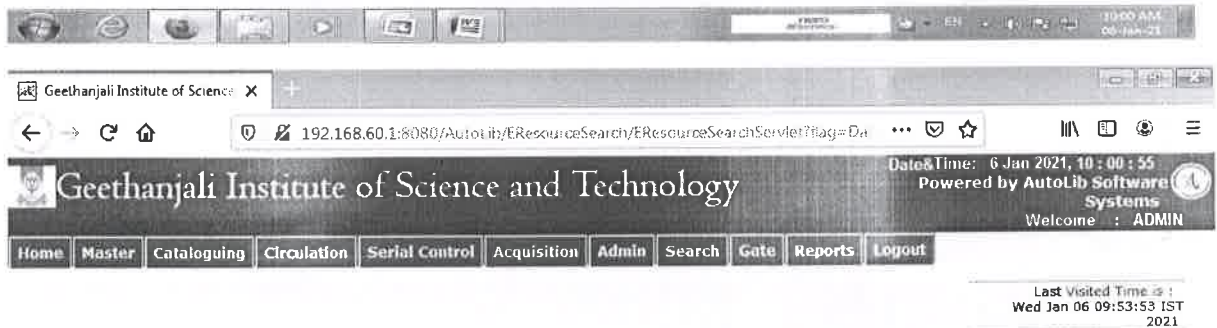 EN
10:00 AM
06-Jan-21
Geethanjali Institute of Science
192.168.60.1:8080/AutoLib/EResourceSearch/EResourceSearchServlet?flag=Da
Geethanjali Institute of Science and Technology
Date&Time: 6 Jan 2021, 10 : 00 : 55
Powered by AutoLib Software
Systems
Welcome : ADMIN
Home Master Cataloguing Circulation Serial Control Acquisition Admin Search Gate Reports Logout
Last Visited Time is :
Wed Jan 06 09:53:53 IST
2021